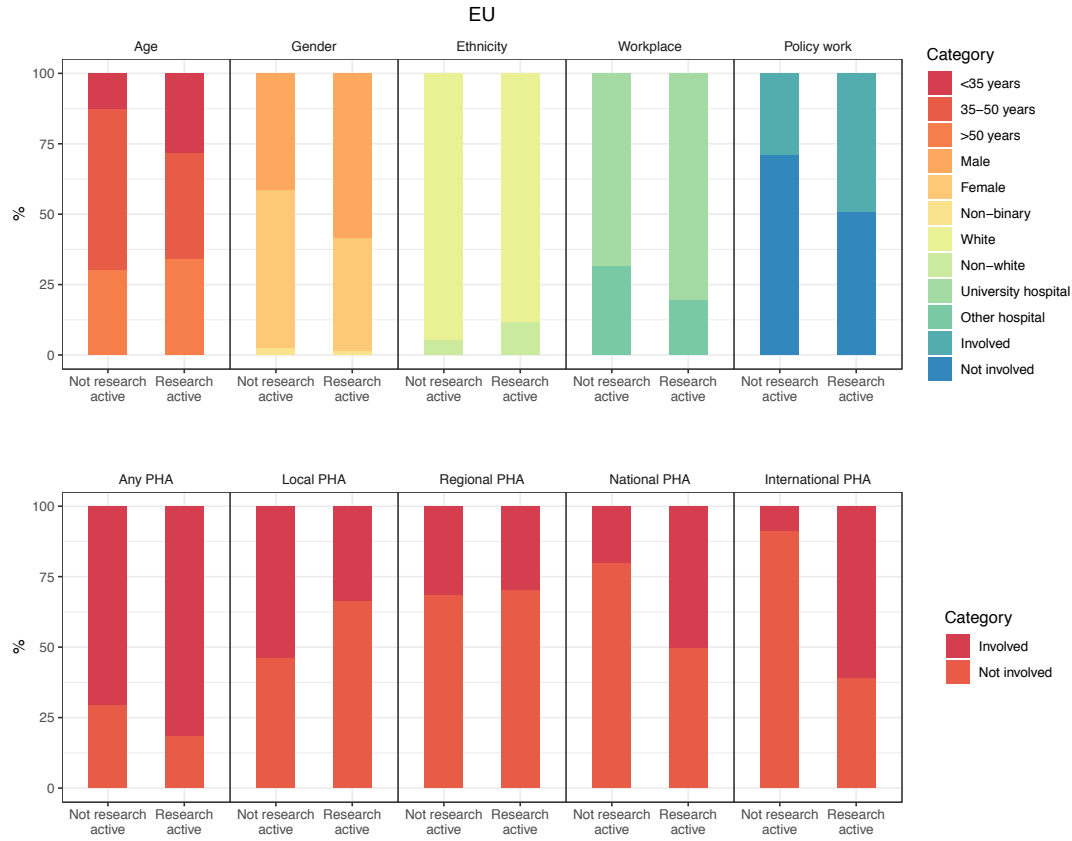 EU
Age Gender Ethnicity Workplace Policy work
100
75
50
25
0
%
Not research active Research active Not research active Research active Not research active Research active Not research active Research active Not research active Research active
Category
<35 years
35–50 years
>50 years
Male
Female
Non–binary
White
Non–white
University hospital
Other hospital
Involved
Not involved
Any PHA Local PHA Regional PHA National PHA International PHA
100
75
50
25
0
%
Not research active Research active Not research active Research active Not research active Research active Not research active Research active Not research active Research active
Category
Involved
Not involved